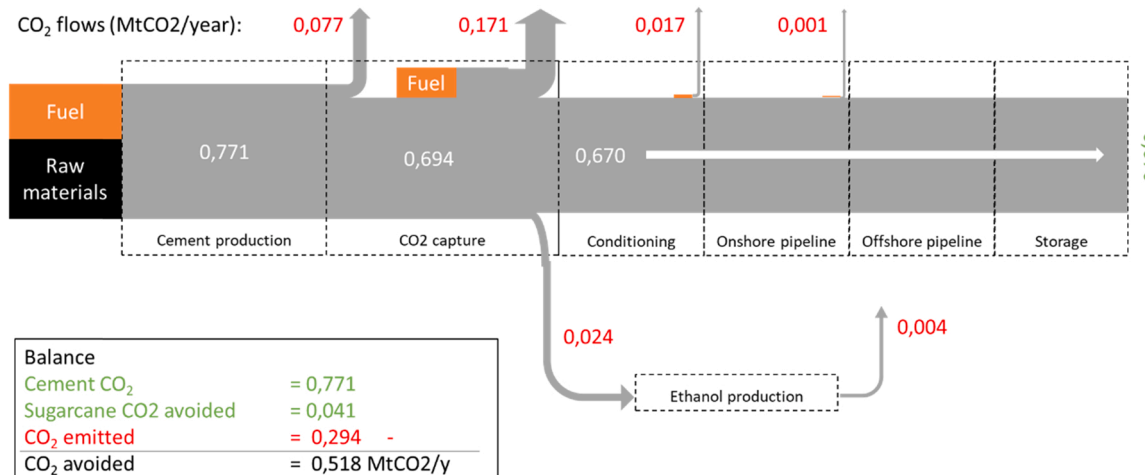 CO₂ flows (MtCO2/year):
0,077
0,171
0,017
0,001
Fuel
Fuel
Raw
materials
0,771
0,694
0,670
Cement production
CO2 capture
Conditioning
Onshore pipeline
Offshore pipeline
Storage
0,024
0,004
Ethanol production
Balance
Cement CO₂ = 0,771
Sugarcane CO2 avoided = 0,041
CO₂ emitted = 0,294 -
CO₂ avoided = 0,518 MtCO2/y